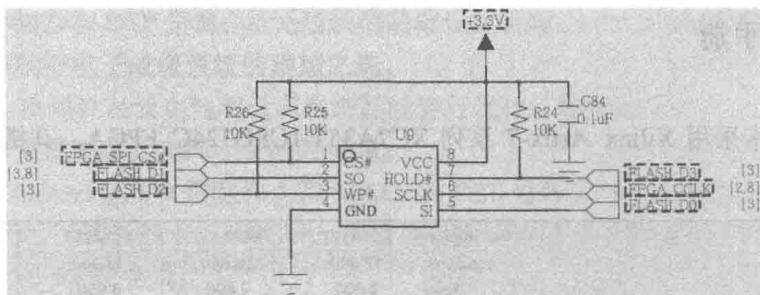 +3.3V
R26
10K
R25
10K
R24
10K
C84
0.1uF
U9
[3] FPGA_SPI_CS#
[3,8] FLASH_D1
[3] FLASH_D2
1 CS#
2 SO
3 WP#
4 GND
VCC 8
HOLD# 7
SCLK 6
SI 5
FLASH_D3 [3]
FPGA_CCLK [2,8]
FLASH_D0 [3]